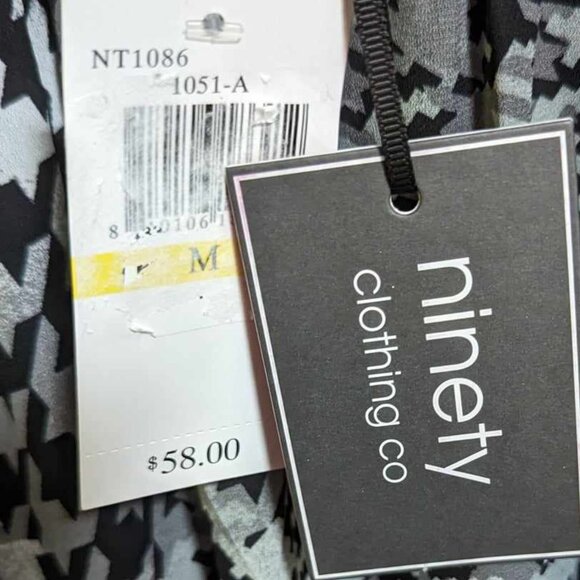 NT1086
1051-A
M
$58.00
ninety
clothing co